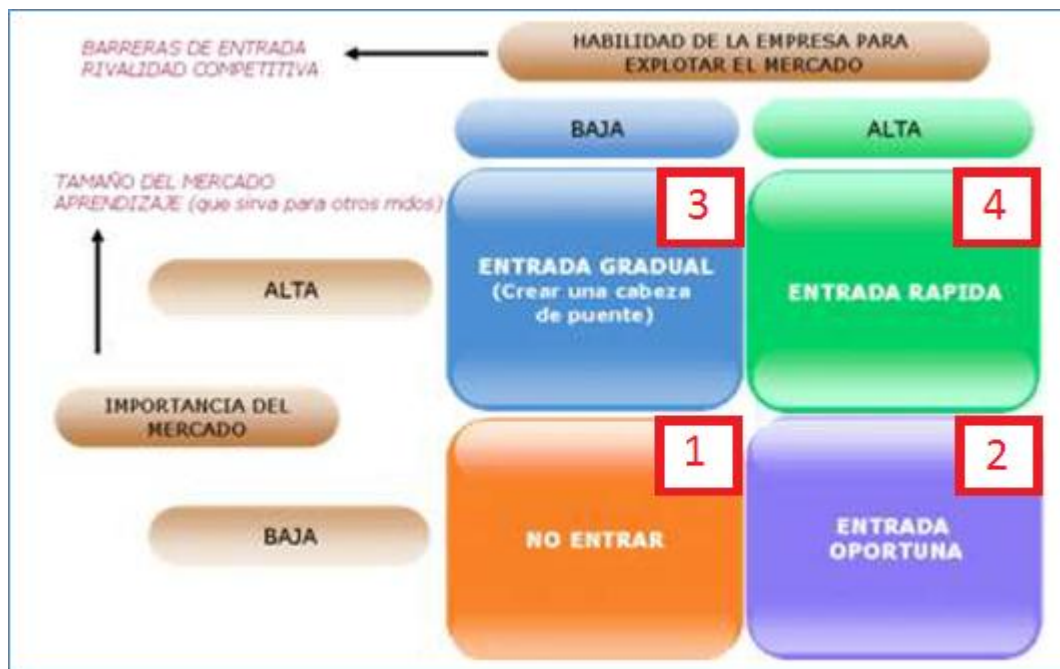 BARRERAS DE ENTRADA
RIVALIDAD COMPETITIVA
HABILIDAD DE LA EMPRESA PARA
EXPLOTAR EL MERCADO
BAJA
ALTA
TAMAÑO DEL MERCADO
APRENDIZAJE (que sirva para otros mdos)
3
4
ALTA
ENTRADA GRADUAL
(Crear una cabeza
de puente)
ENTRADA RAPIDA
IMPORTANCIA DEL
MERCADO
1
2
BAJA
NO ENTRAR
ENTRADA
OPORTUNA